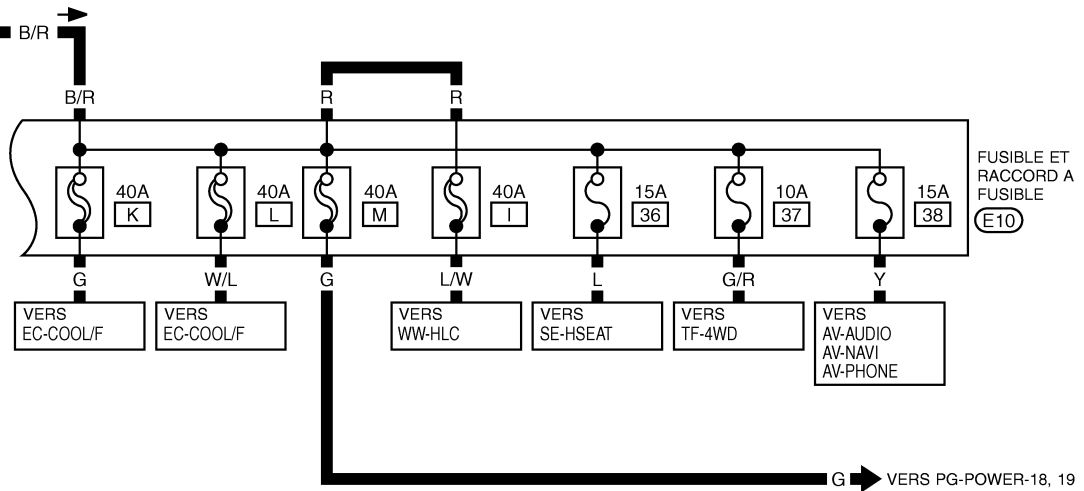 B/R
B/R
R
R
FUSIBLE ET
RACCORD A
FUSIBLE
E10
40A
K
40A
L
40A
M
40A
I
15A
36
10A
37
15A
38
G
W/L
G
L/W
L
G/R
Y
VERS
EC-COOL/F
VERS
EC-COOL/F
VERS
WW-HLC
VERS
SE-HSEAT
VERS
TF-4WD
VERS
AV-AUDIO
AV-NAVI
AV-PHONE
G
VERS PG-POWER-18, 19